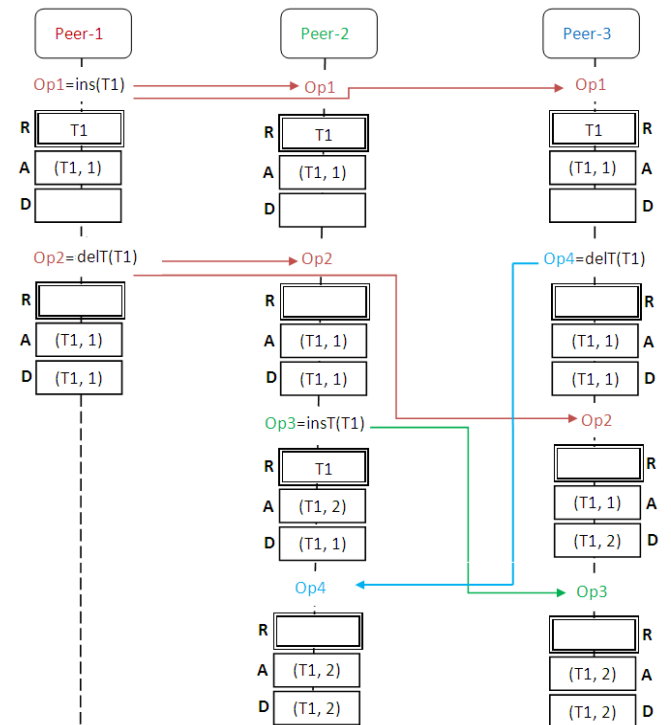 Peer-1 Peer-2 Peer-3
Op1=ins(T1) Op1 Op1
R T1 R T1 T1 R
A (T1, 1) A (T1, 1) (T1, 1) A
D D D
Op2=delT(T1) Op2 Op4=delT(T1)
R R R
A (T1, 1) A (T1, 1) (T1, 1) A
D (T1, 1) D (T1, 1) (T1, 1) D
Op3=insT(T1) Op2
R T1 R
A (T1, 2) (T1, 1) A
D (T1, 1) (T1, 2) D
Op4 Op3
R R
A (T1, 2) (T1, 2) A
D (T1, 2) (T1, 2) D